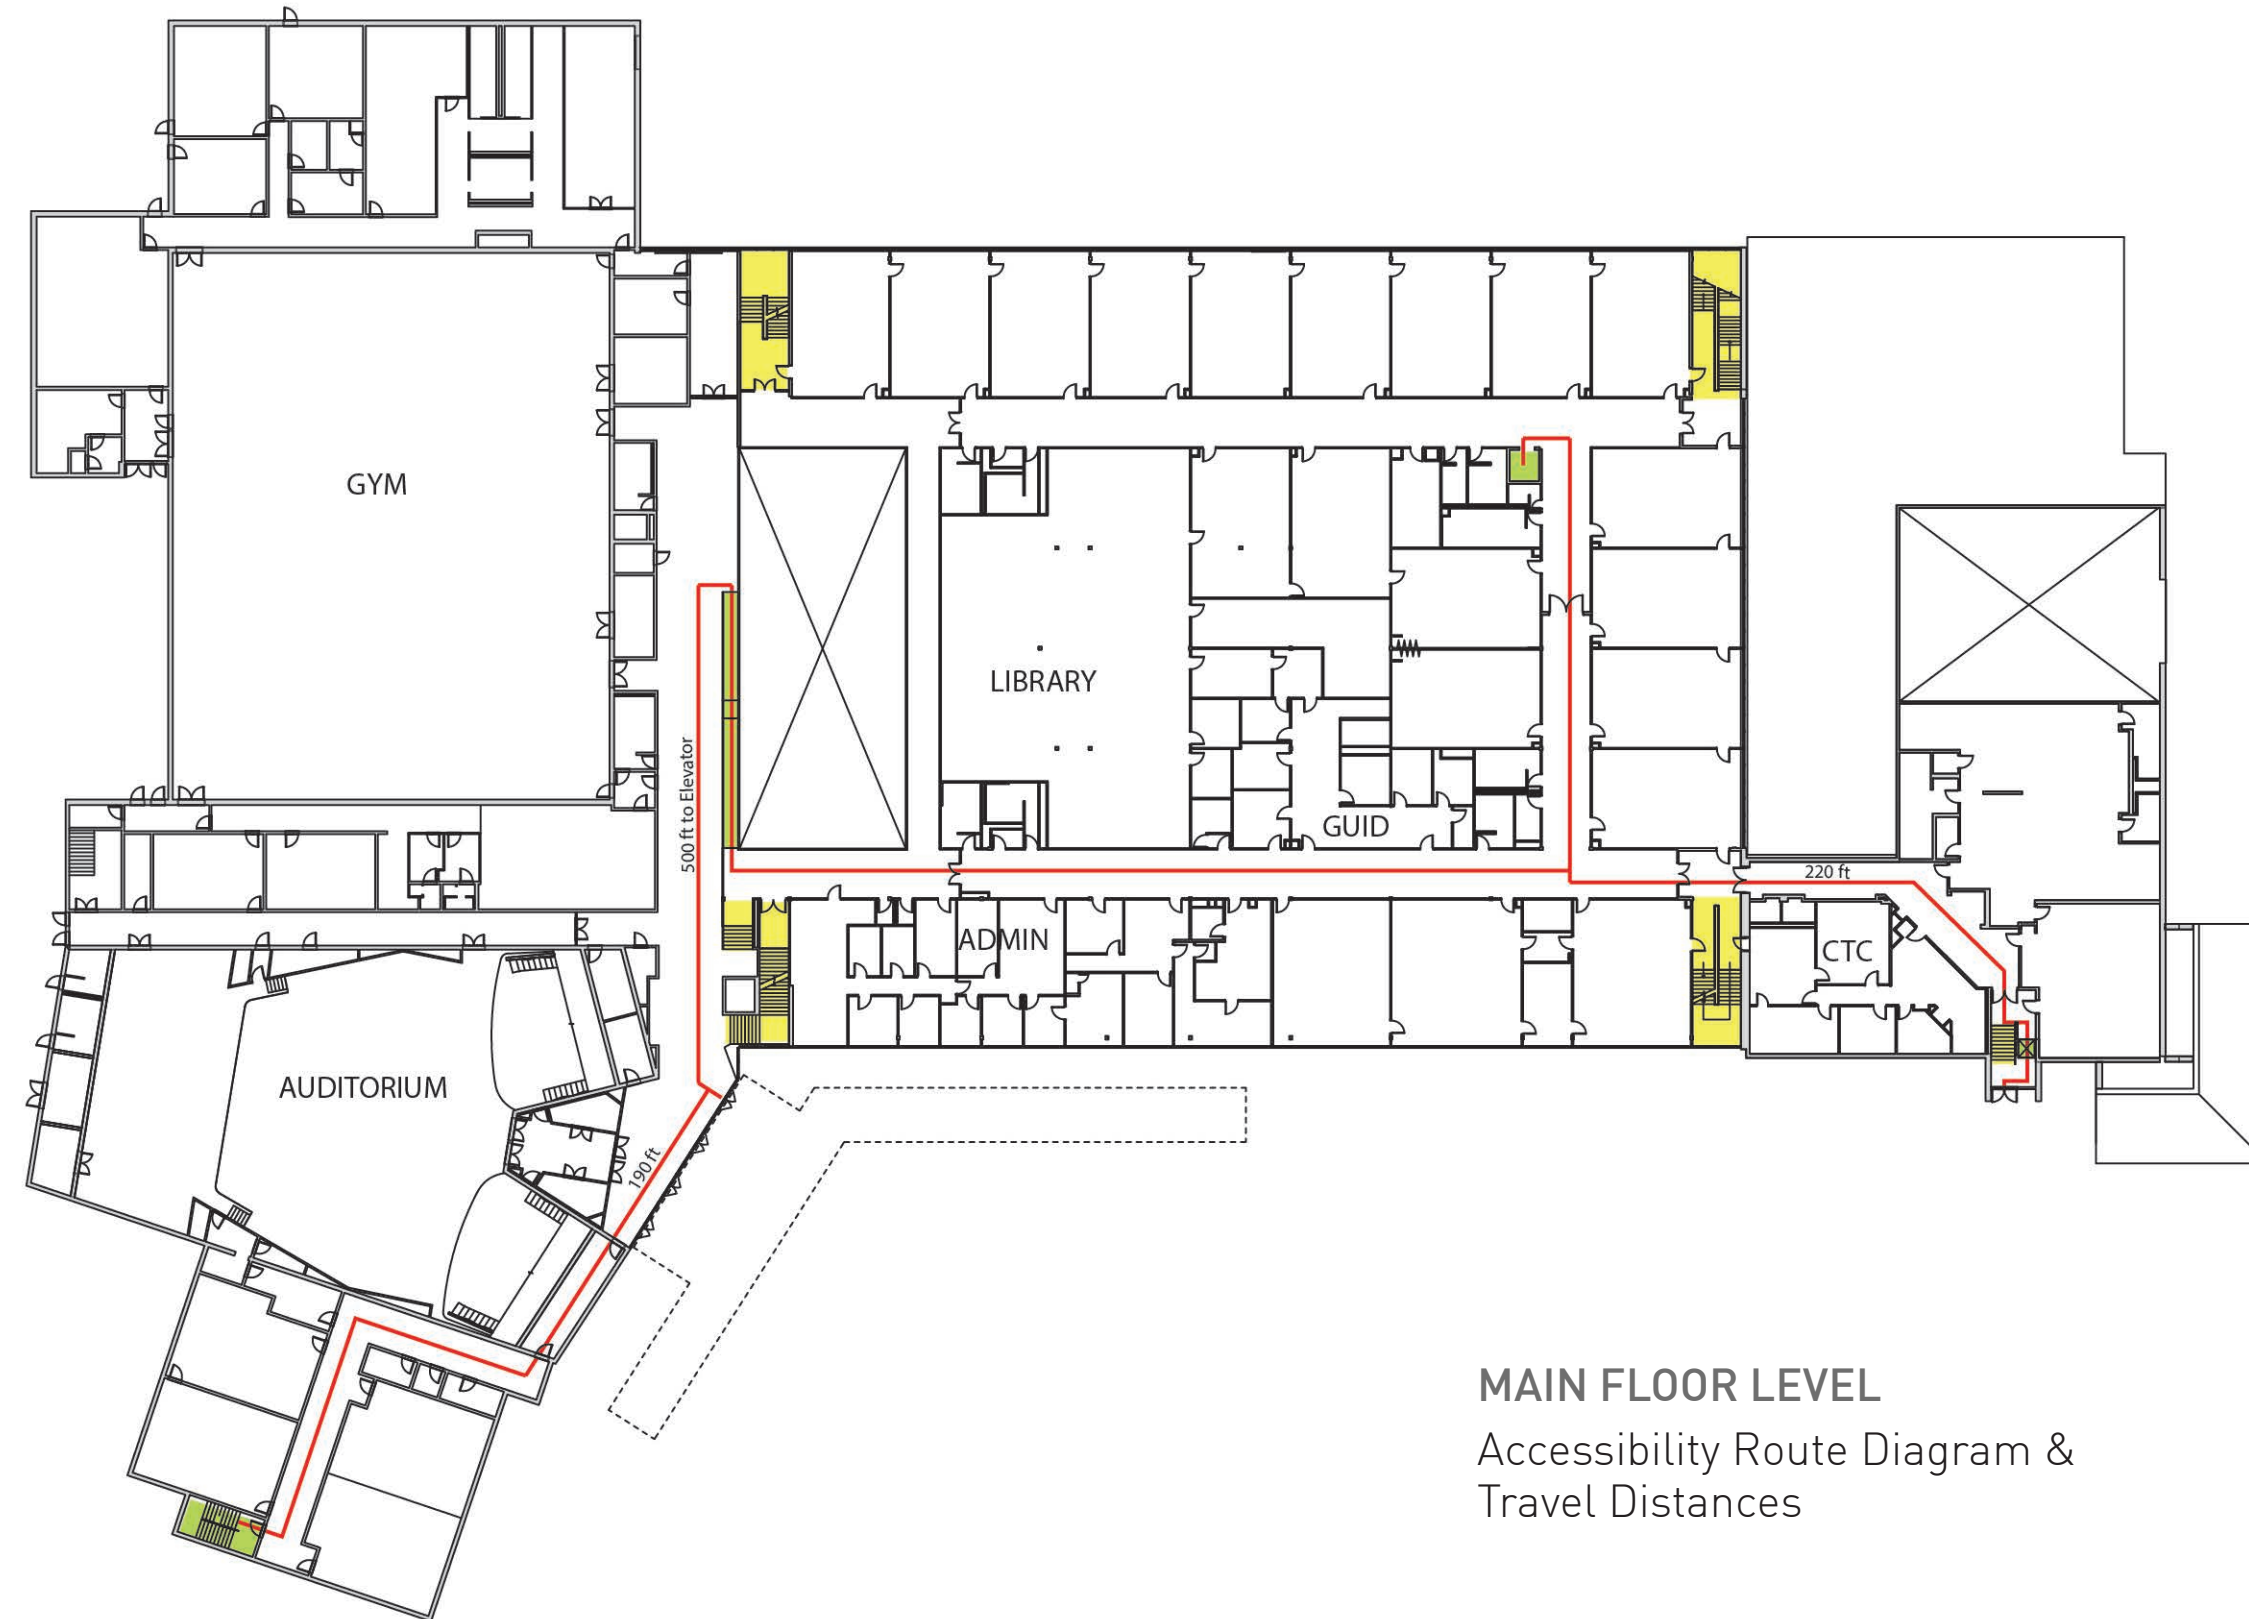 GYM
LIBRARY
500 ft to Elevator
GUID
220 ft
ADMIN
CTC
AUDITORIUM
190 ft
MAIN FLOOR LEVEL
Accessibility Route Diagram &
Travel Distances